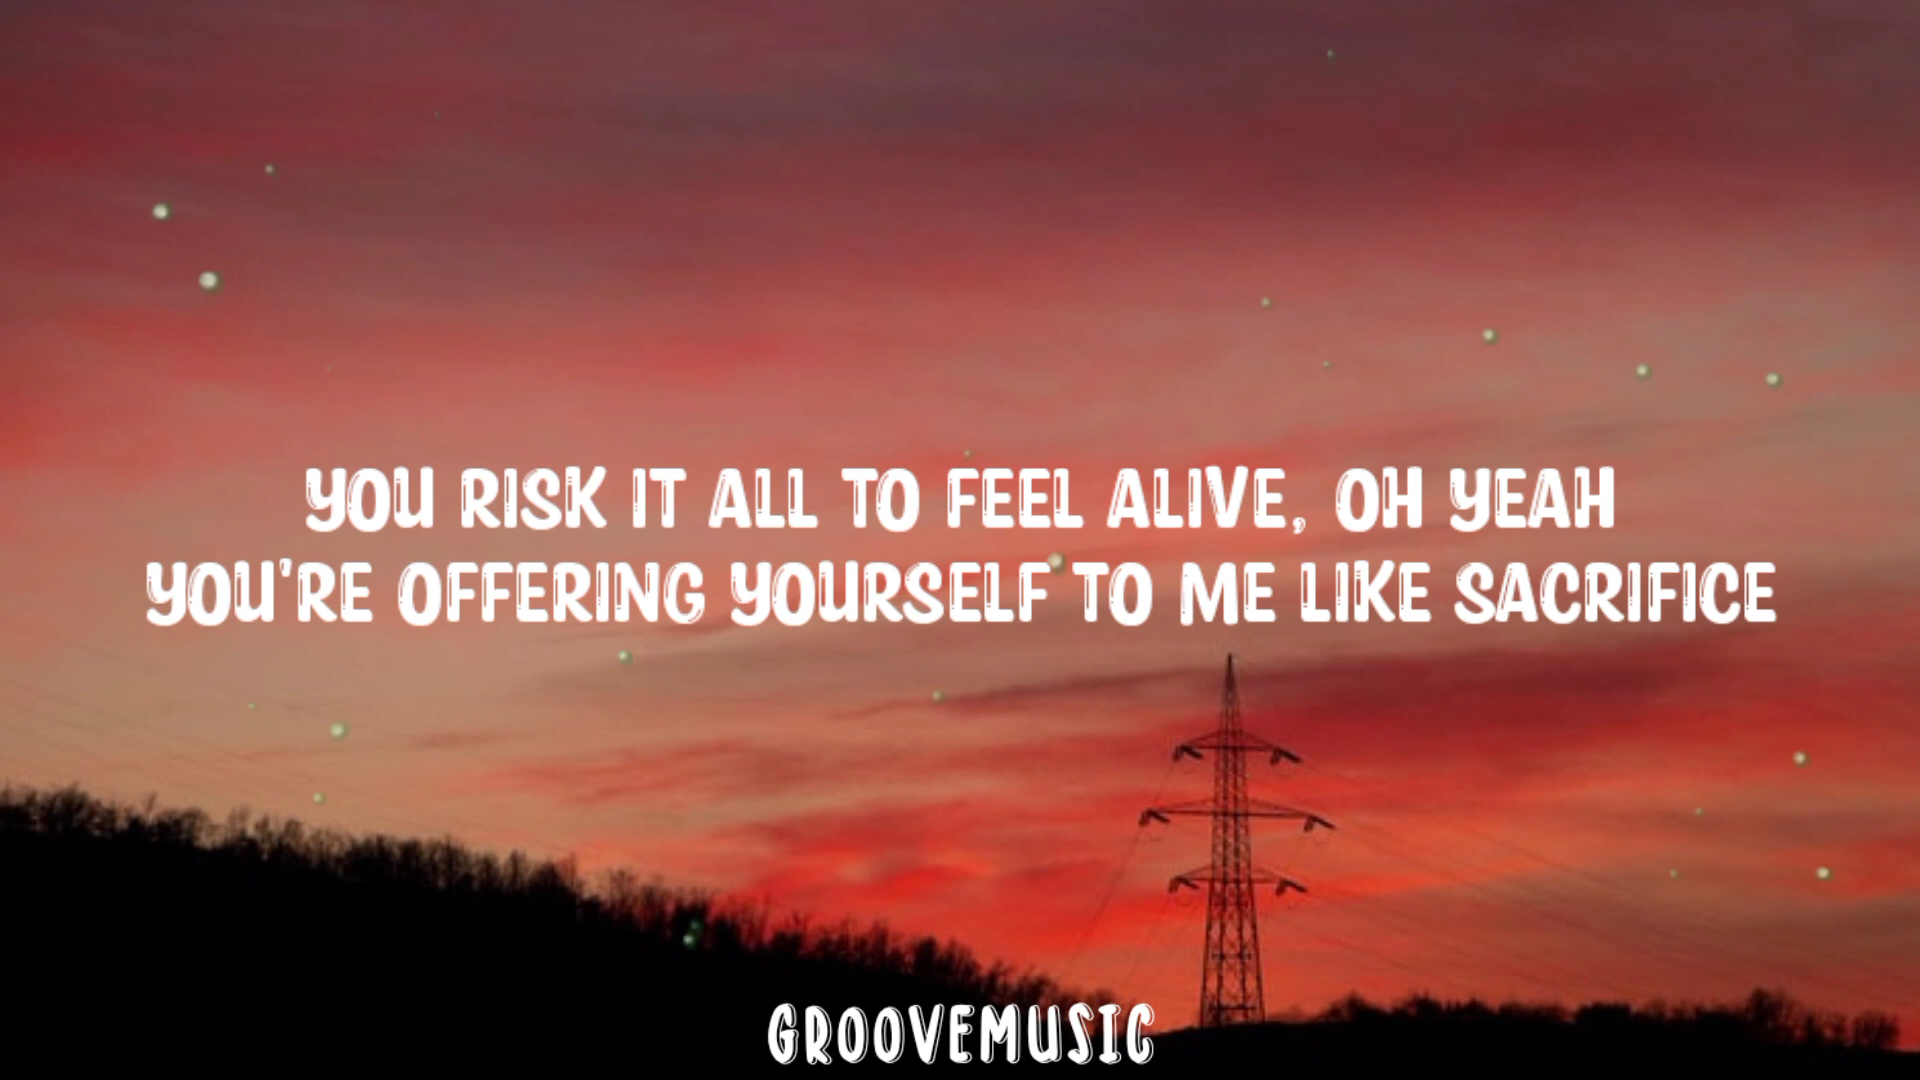 YOU RISK IT ALL TO FEEL ALIVE, OH YEAH
YOU'RE OFFERING YOURSELF TO ME LIKE SACRIFICE
GROOVEMUSIC